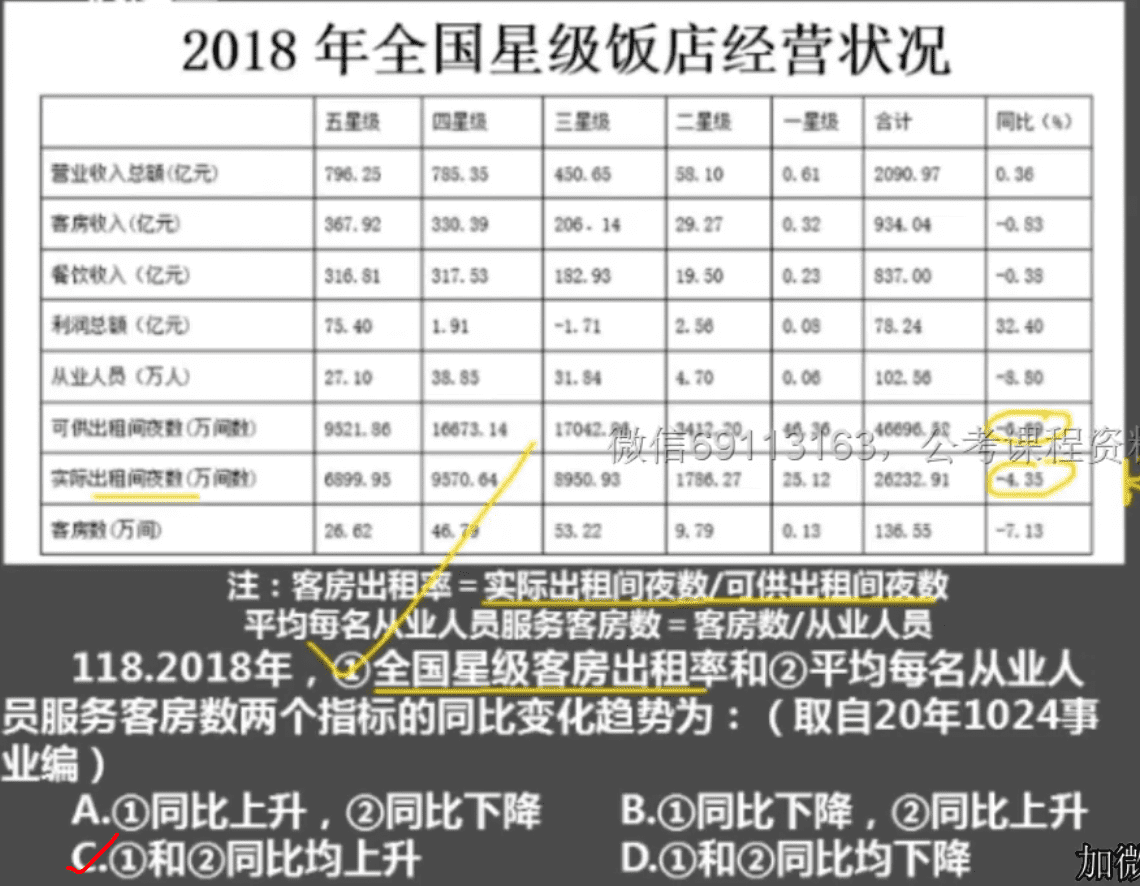 2018 年全国星级饭店经营状况
五星级 四星级 三星级 二星级 一星级 合计 同比（%）
营业收入总额(亿元) 796.25 785.35 450.65 58.10 0.61 2090.97 0.36
客房收入(亿元) 367.92 330.39 206.14 29.27 0.32 934.04 -0.83
餐饮收入（亿元） 316.81 317.53 182.93 19.50 0.23 837.00 -0.38
利润总额（亿元） 75.40 1.91 -1.71 2.56 0.08 78.24 32.40
从业人员（万人） 27.10 38.85 31.84 4.70 0.06 102.56 -8.80
可供出租间夜数(万间数) 9521.86 16673.14 3412.20 46.36
微信69113163，公考课程资料
实际出租间夜数(万间数) 6899.95 9570.64 8950.93 1786.27 25.12 26232.91 -4.35
客房数(万间) 26.62 46.79 53.22 9.79 0.13 136.55 -7.13
注：客房出租率＝实际出租间夜数/可供出租间夜数
平均每名从业人员服务客房数＝客房数/从业人员
118.2018年，①全国星级客房出租率和②平均每名从业人
员服务客房数两个指标的同比变化趋势为：（取自20年1024事
业编）
A.①同比上升，②同比下降 B.①同比下降，②同比上升
C.①和②同比均上升 D.①和②同比均下降
加微